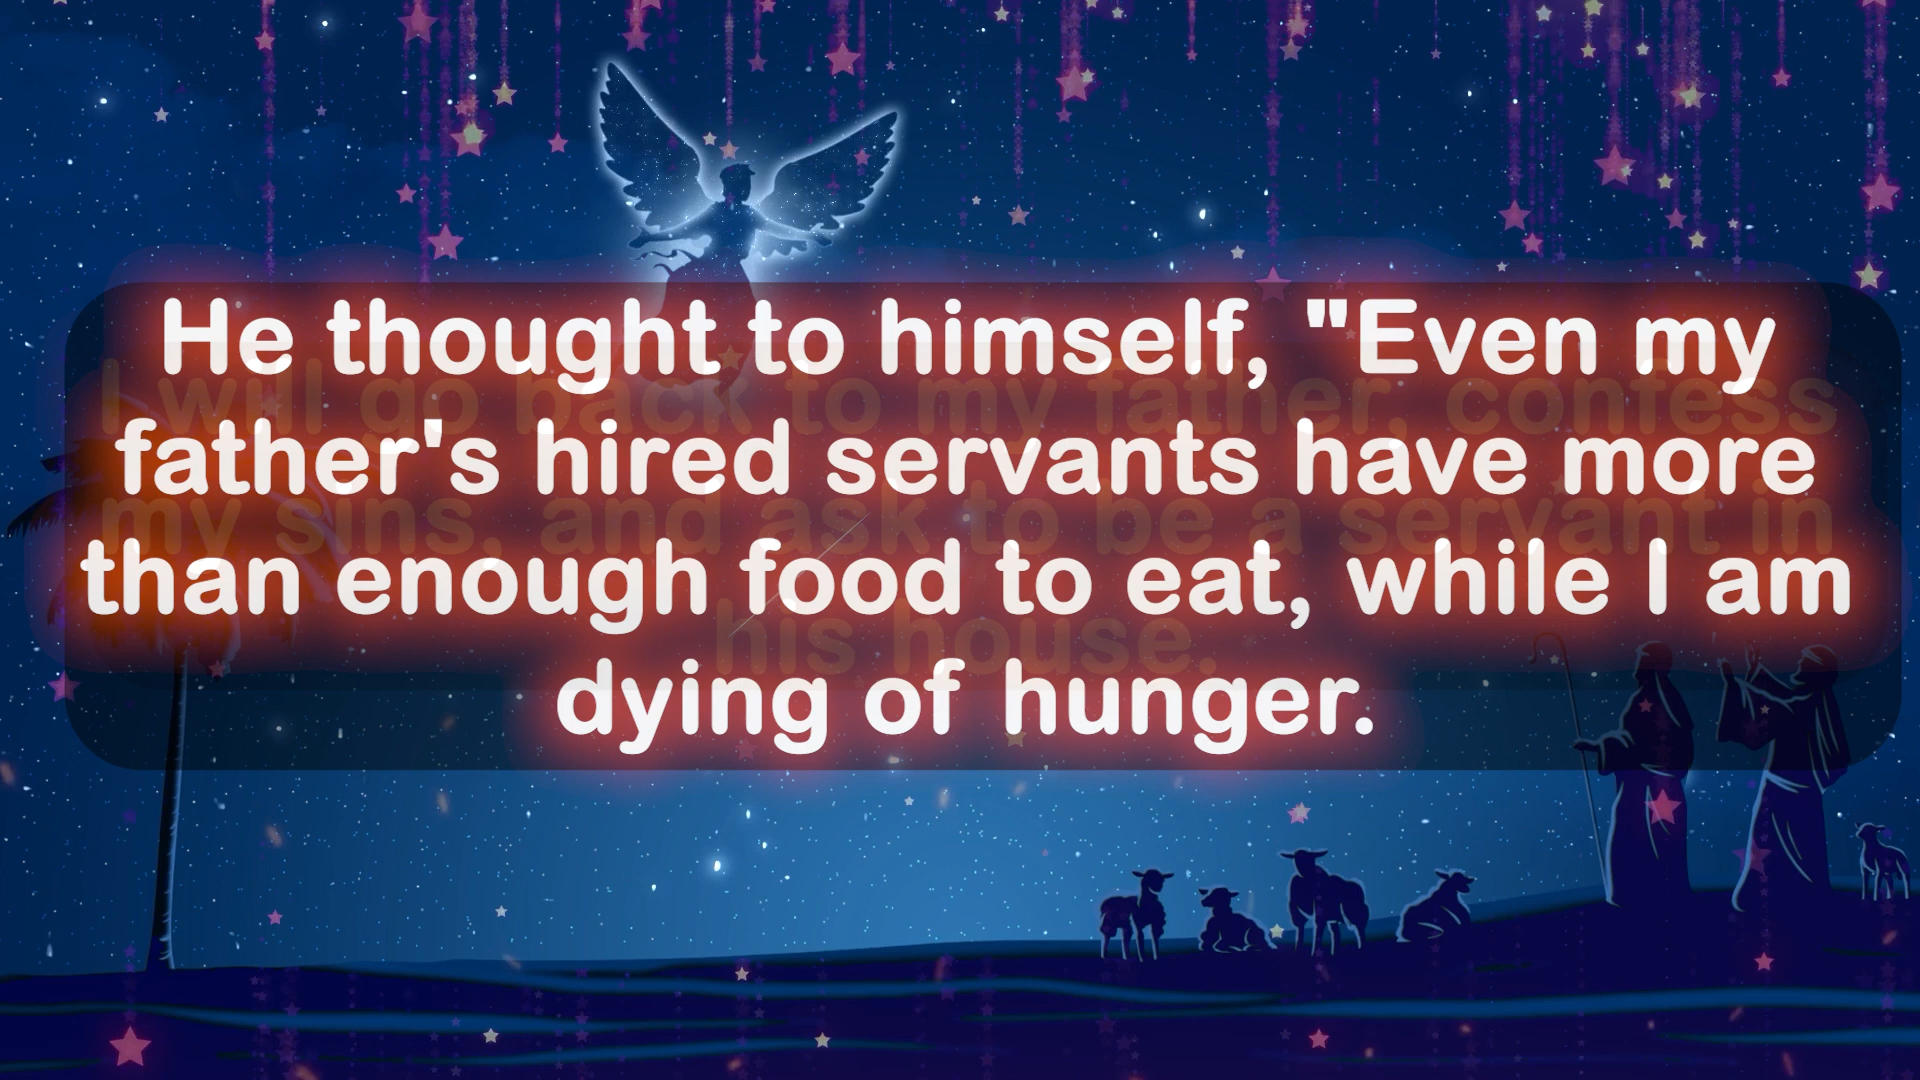 He thought to himself, "Even my
father's hired servants have more
than enough food to eat, while I am
dying of hunger.
I will go back to my father, confess
my sins, and ask to be a servant in
his house.